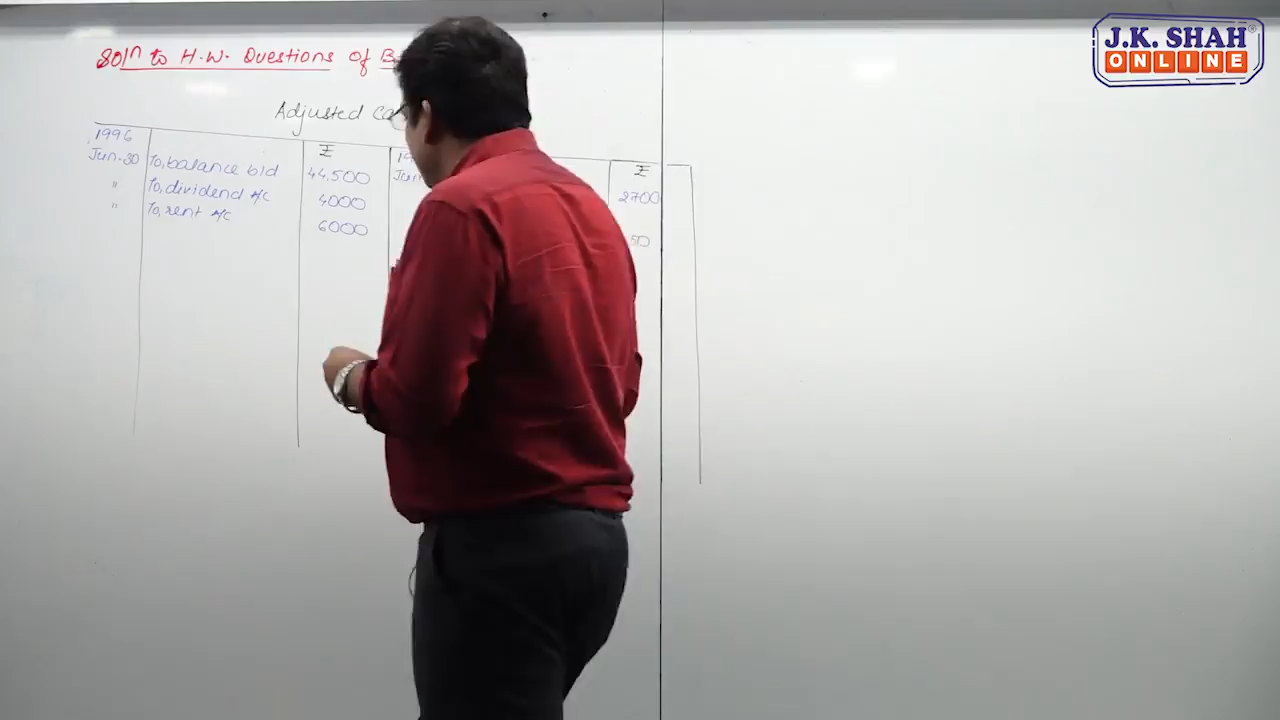 Soln to H.W. Questions of
Adjusted
1996 ₹ ₹
Jun-30 To, balance b/d 44,500 2700
" To, dividend A/c 4000
" To, rent A/c 6000 50
J.K. SHAH®
ONLINE